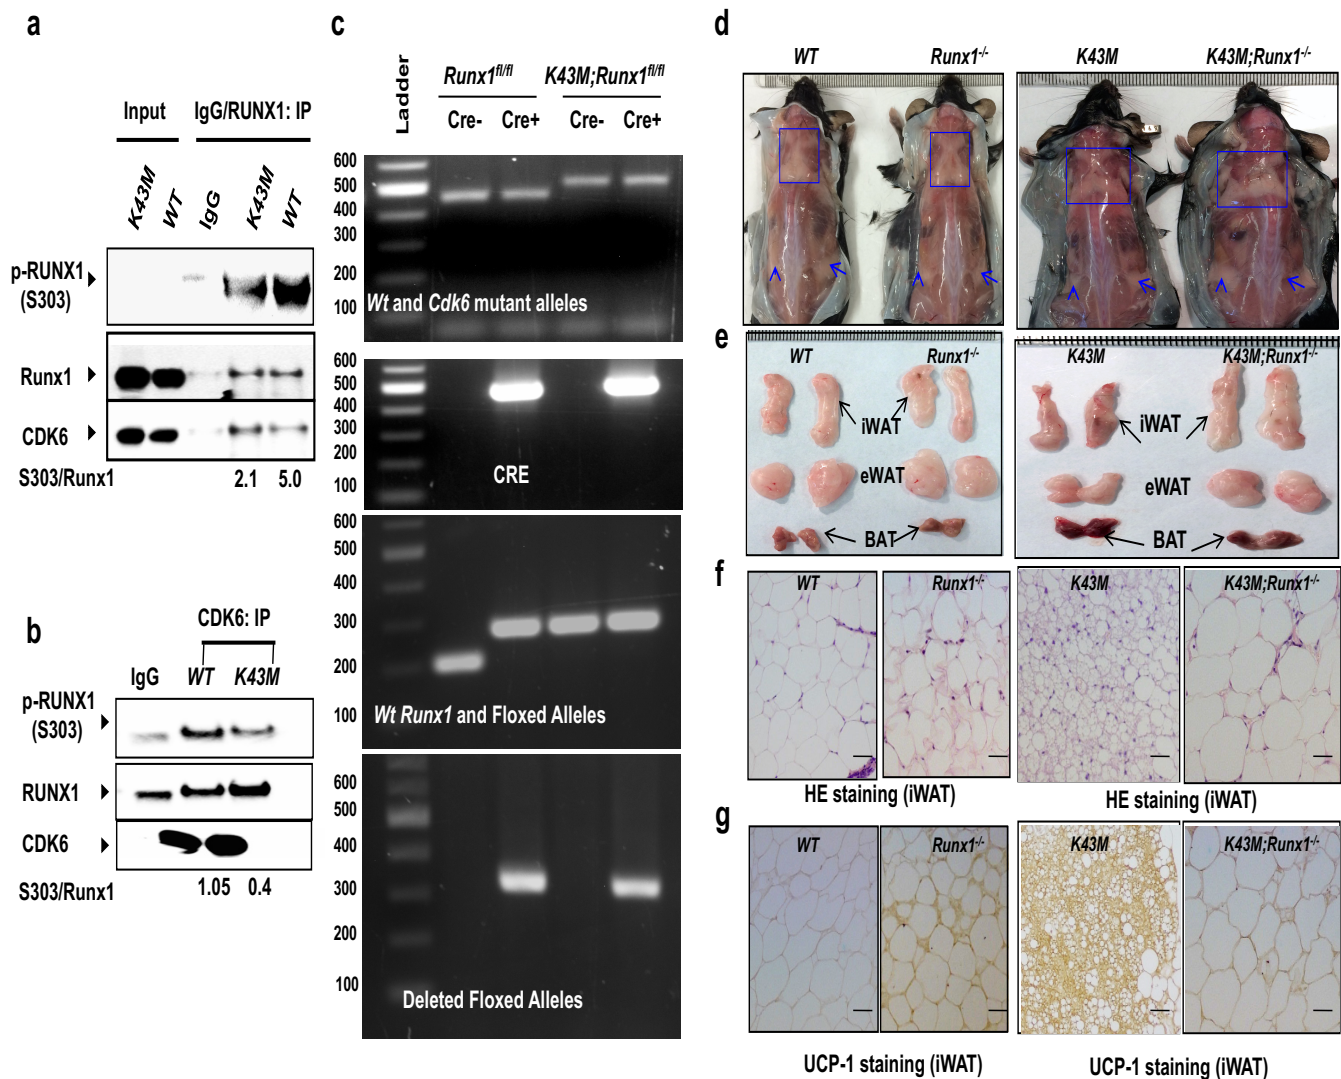 a
Input IgG/RUNX1: IP
K43M WT IgG K43M WT
p-RUNX1
(S303)
Runx1
CDK6
S303/Runx1 2.1 5.0
b
CDK6: IP
IgG WT K43M
p-RUNX1
(S303)
RUNX1
CDK6
S303/Runx1 1.05 0.4
c
Ladder
Runx1fl/fl K43M;Runx1fl/fl
Cre- Cre+ Cre- Cre+
600
500
400
300
200
100
Wt and Cdk6 mutant alleles
600
500
400
300
200
100
CRE
600
500
400
300
200
100
Wt Runx1 and Floxed Alleles
600
500
400
300
200
100
Deleted Floxed Alleles
d
WT Runx1-/- K43M K43M;Runx1-/-
e
WT Runx1-/- K43M K43M;Runx1-/-
iWAT iWAT
eWAT eWAT
BAT BAT
f
WT Runx1-/- K43M K43M;Runx1-/-
HE staining (iWAT) HE staining (iWAT)
g
WT Runx1-/- K43M K43M;Runx1-/-
UCP-1 staining (iWAT) UCP-1 staining (iWAT)